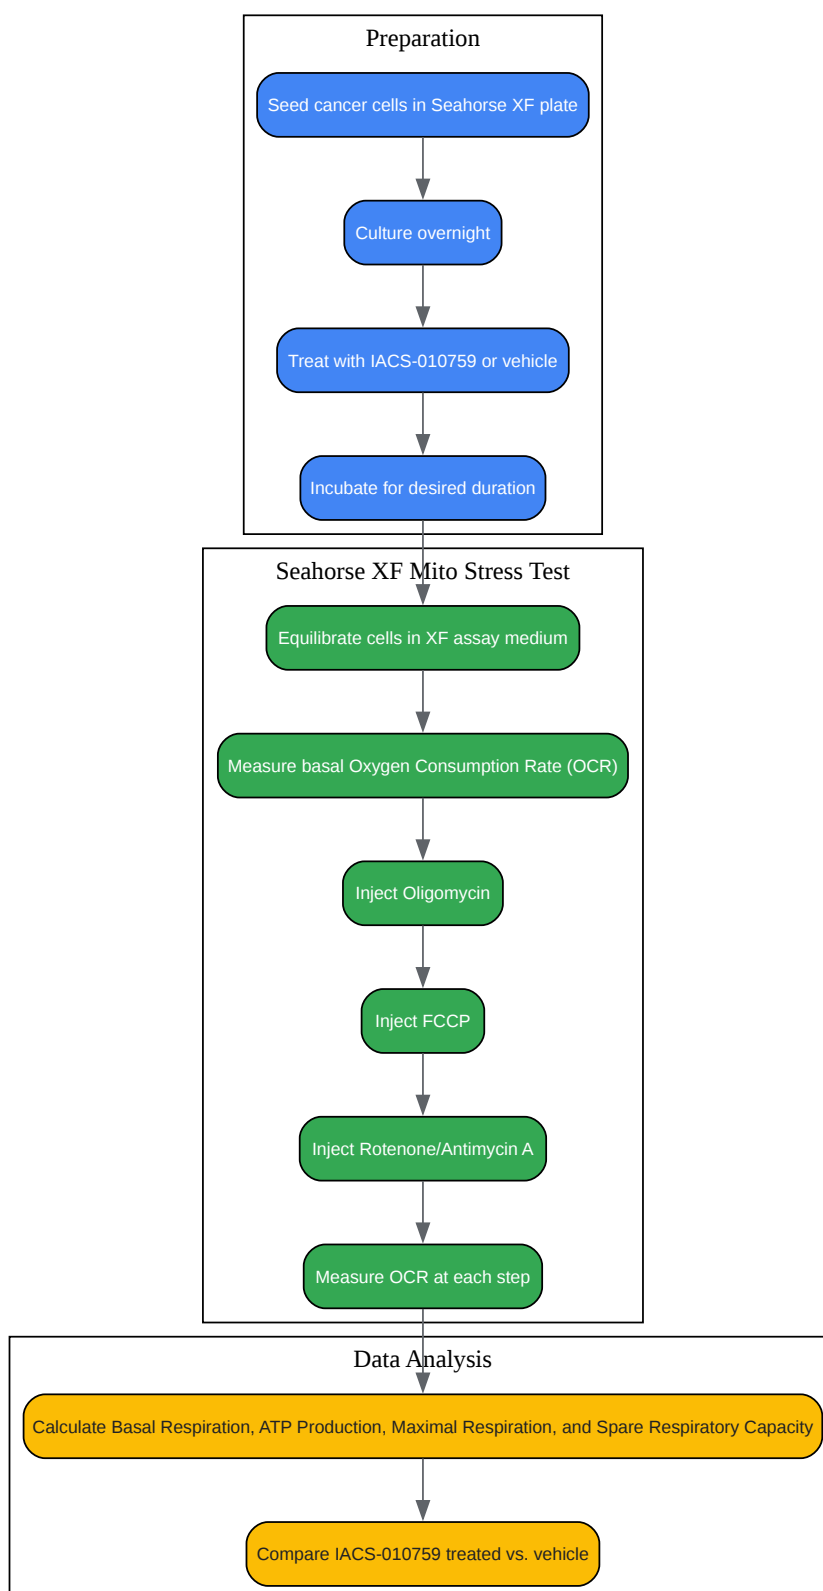 Preparation
Seed cancer cells in Seahorse XF plate
Culture overnight
Treat with IACS-010759 or vehicle
Incubate for desired duration
Seahorse XF Mito Stress Test
Equilibrate cells in XF assay medium
Measure basal Oxygen Consumption Rate (OCR)
Inject Oligomycin
Inject FCCP
Inject Rotenone/Antimycin A
Measure OCR at each step
Data Analysis
Calculate Basal Respiration, ATP Production, Maximal Respiration, and Spare Respiratory Capacity
Compare IACS-010759 treated vs. vehicle